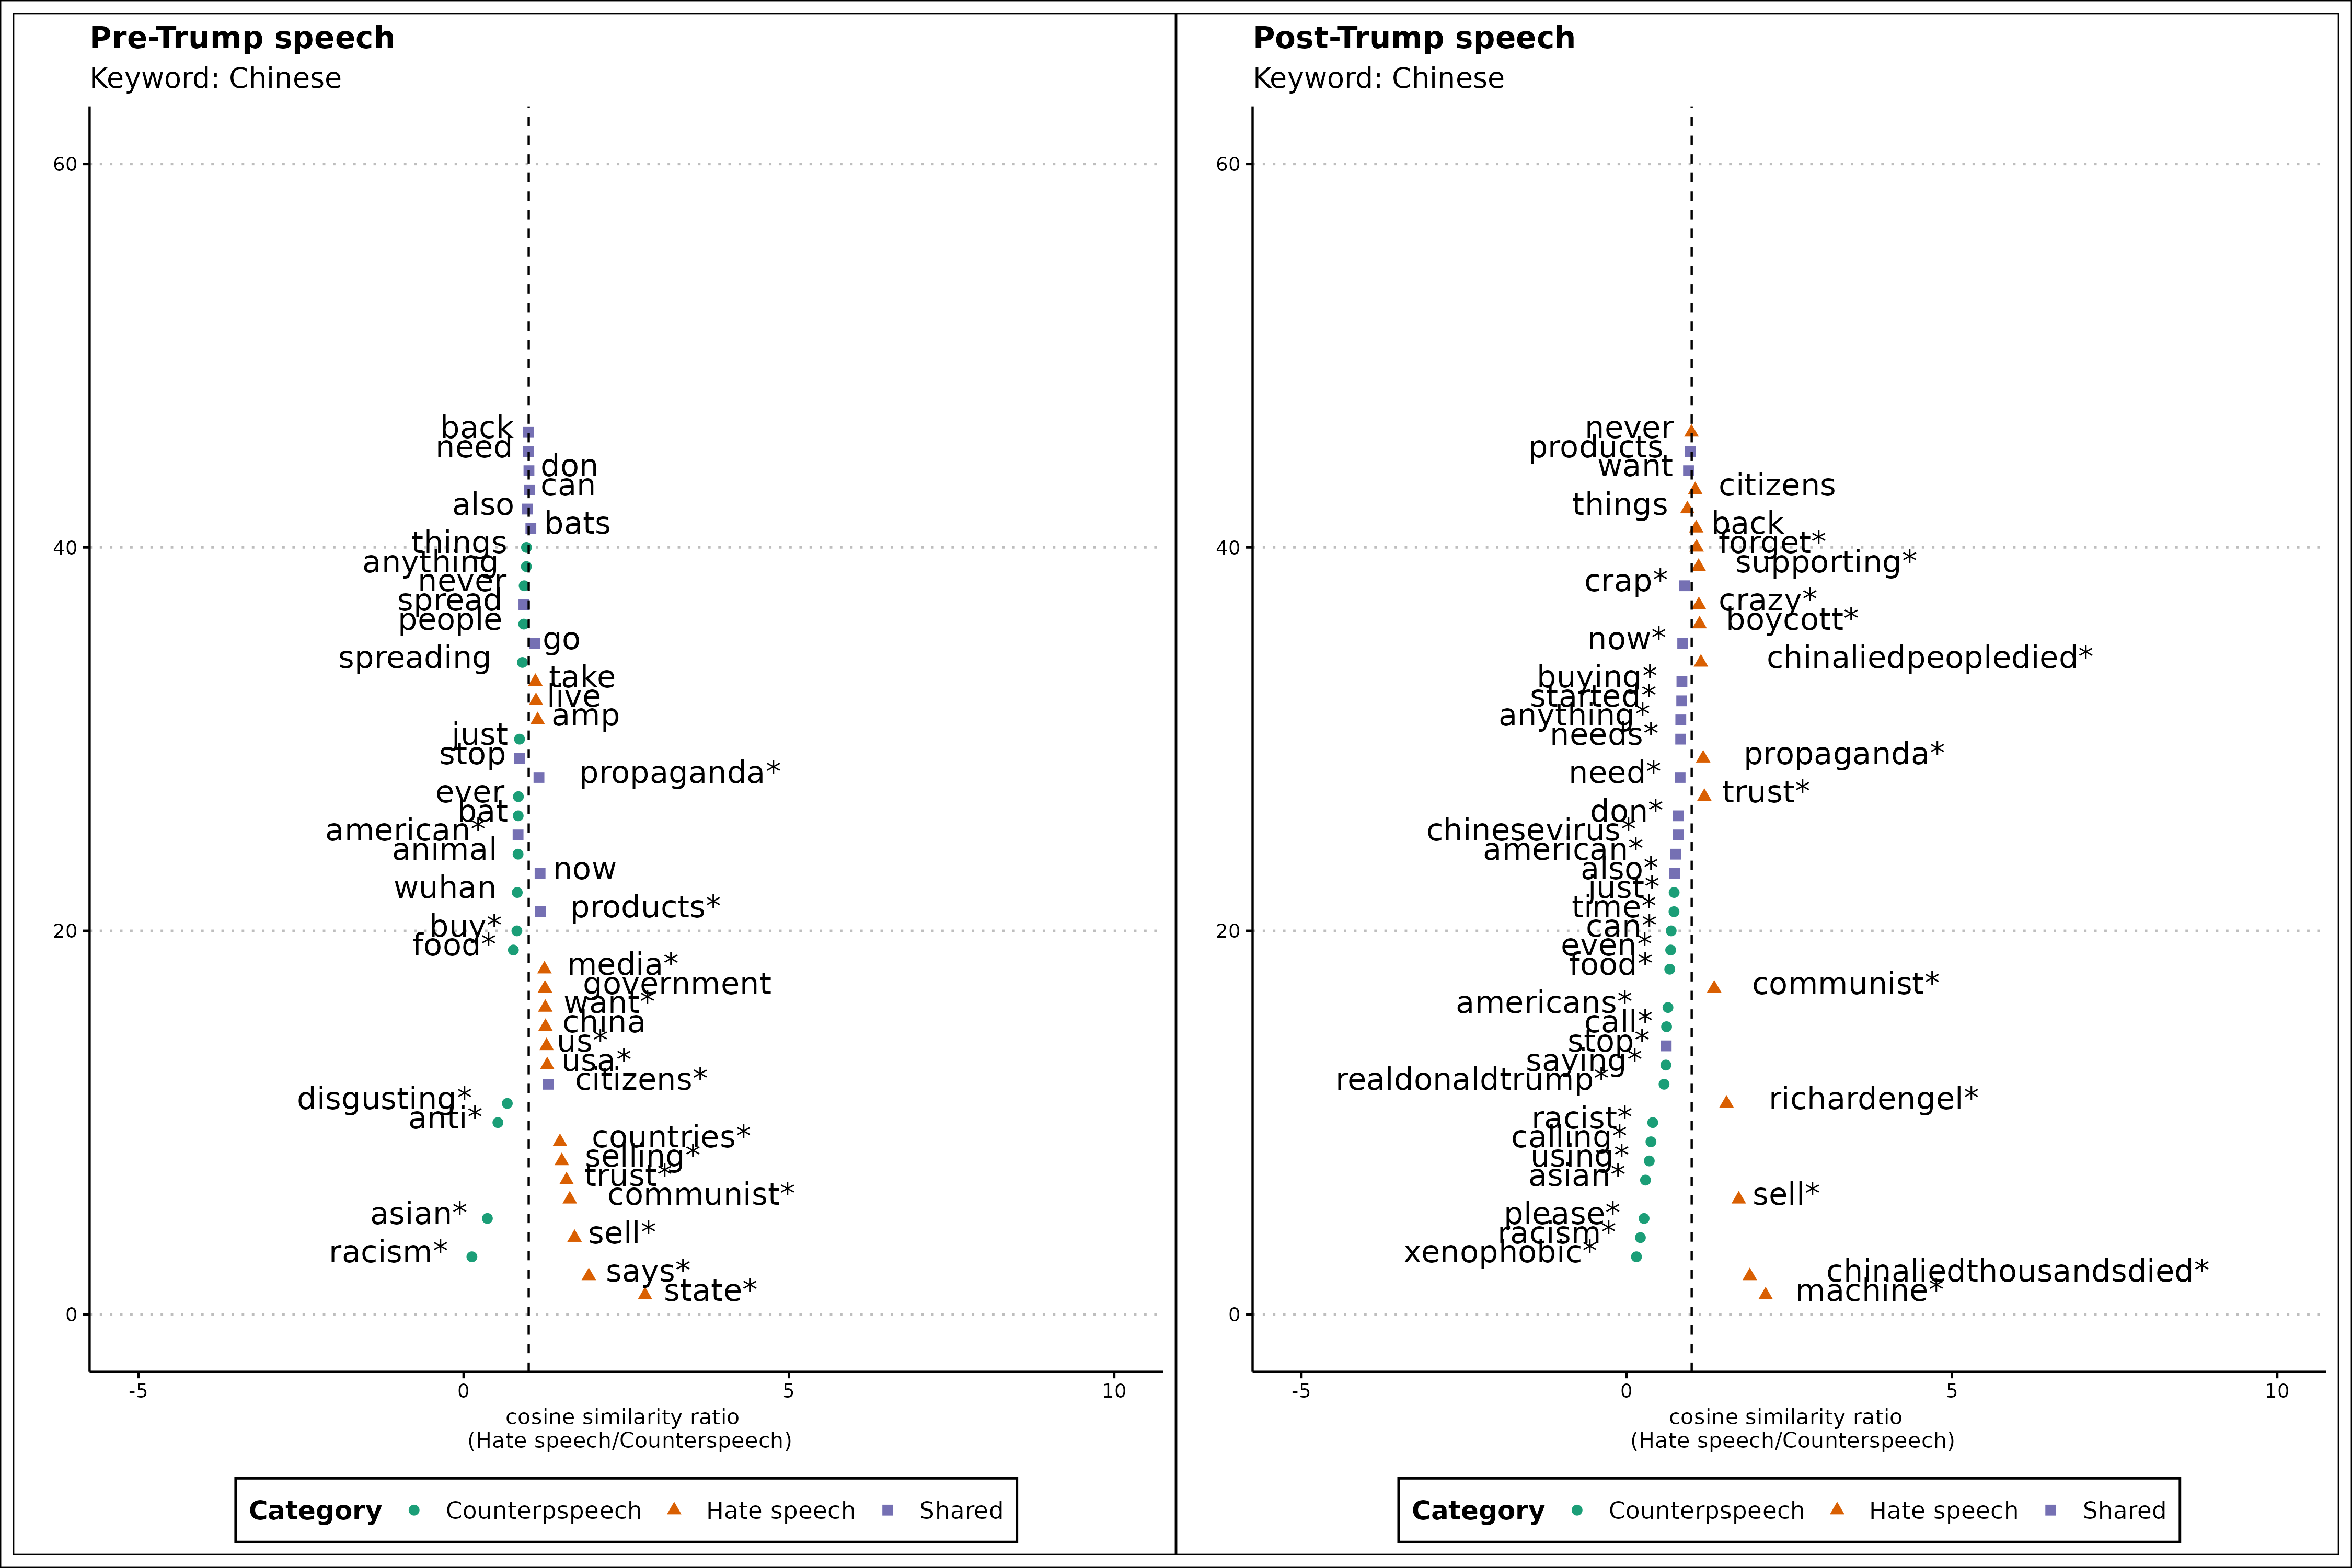 Pre-Trump speech
Keyword: Chinese
60
40
20
0
back
need
don
can
also
bats
things
anything
never
spread
people
go
spreading
take
live
amp
just
stop
propaganda*
ever
bat
american*
animal
now
wuhan
products*
buy*
food*
media*
government
want*
china
us*
usa*
citizens*
disgusting*
anti*
countries*
selling*
trust*
communist*
asian*
sell*
racism*
says*
state*
-5 0 5 10
cosine similarity ratio
(Hate speech/Counterspeech)
Category Counterpspeech Hate speech Shared
Post-Trump speech
Keyword: Chinese
60
40
20
0
never
products
want
citizens
things
back
forget*
supporting*
crap*
crazy*
boycott*
now*
chinaliedpeopledied*
buying*
started*
anything*
needs*
propaganda*
need*
trust*
don*
chinesevirus*
american*
also*
just*
time*
can*
even*
food*
communist*
americans*
call*
stop*
saying*
realdonaldtrump*
richardengel*
racist*
calling*
using*
asian*
sell*
please*
racism*
xenophobic*
chinaliedthousandsdied*
machine*
-5 0 5 10
cosine similarity ratio
(Hate speech/Counterspeech)
Category Counterpspeech Hate speech Shared